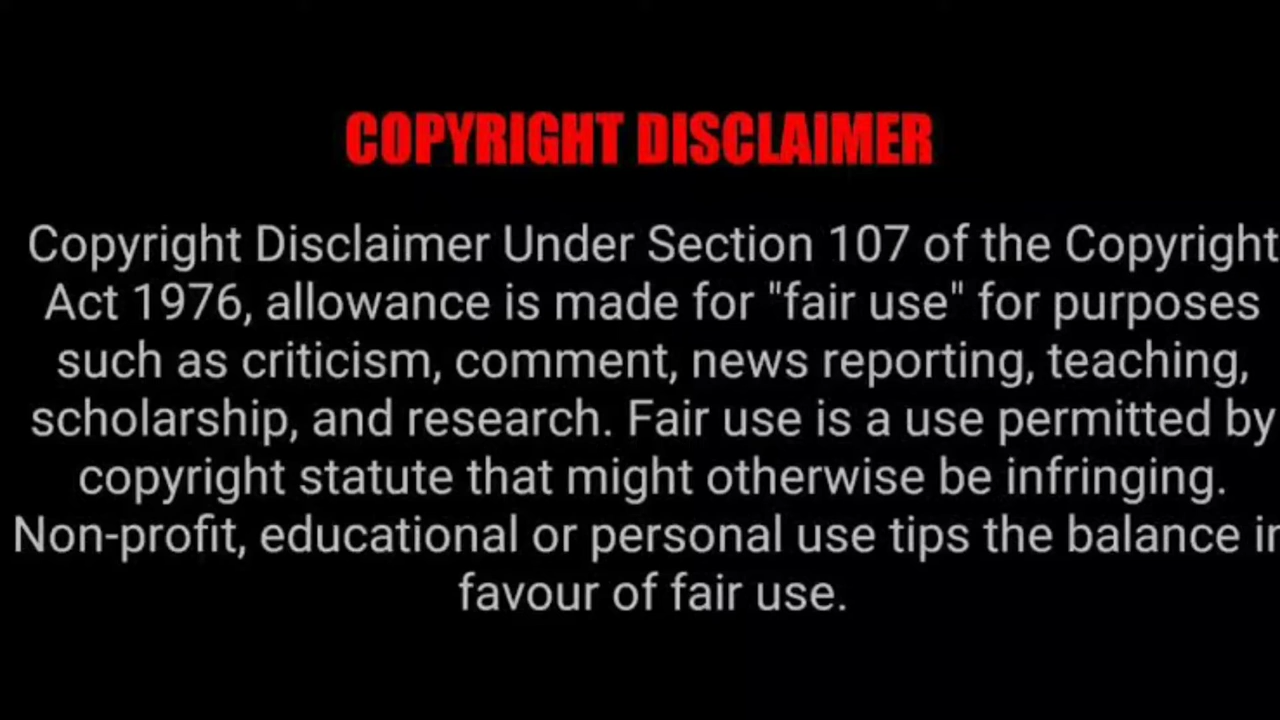 COPYRIGHT DISCLAIMER
Copyright Disclaimer Under Section 107 of the Copyright
Act 1976, allowance is made for "fair use" for purposes
such as criticism, comment, news reporting, teaching,
scholarship, and research. Fair use is a use permitted by
copyright statute that might otherwise be infringing.
Non-profit, educational or personal use tips the balance in
favour of fair use.